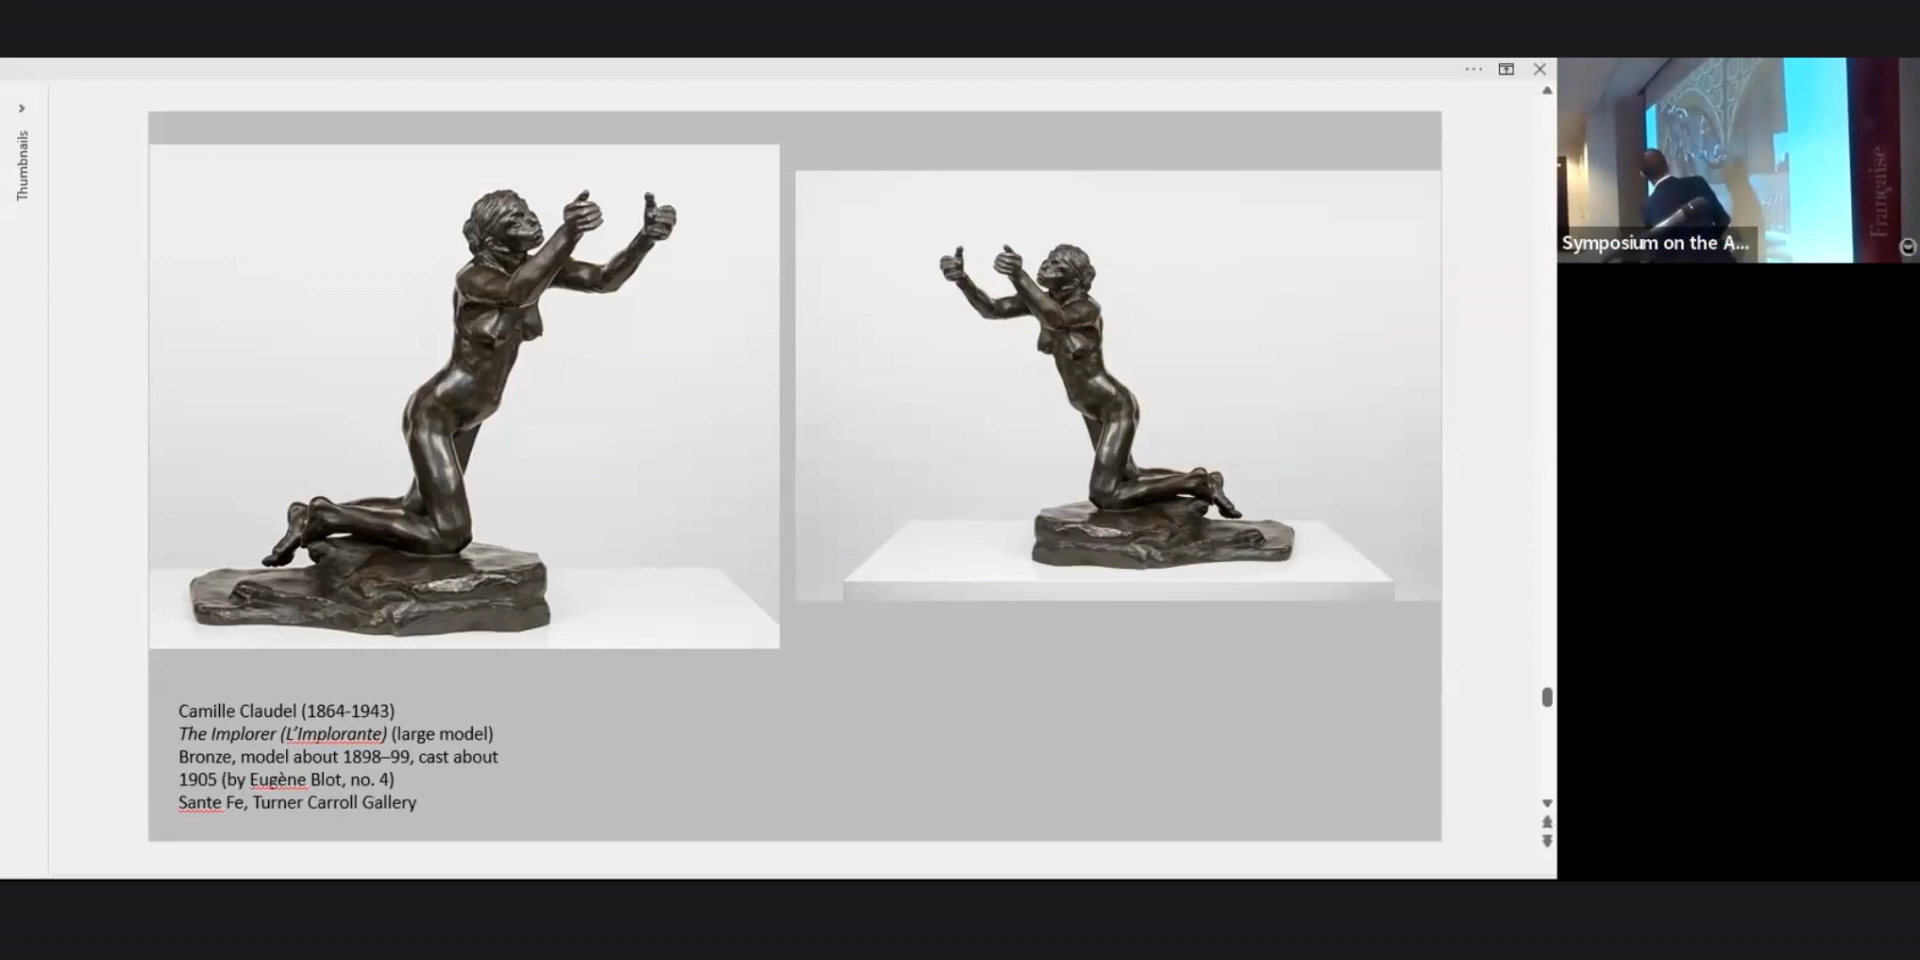 Thumbnails
Camille Claudel (1864-1943)
The Implorer (L’Implorante) (large model)
Bronze, model about 1898–99, cast about
1905 (by Eugène Blot, no. 4)
Sante Fe, Turner Carroll Gallery
Symposium on the A...
Française